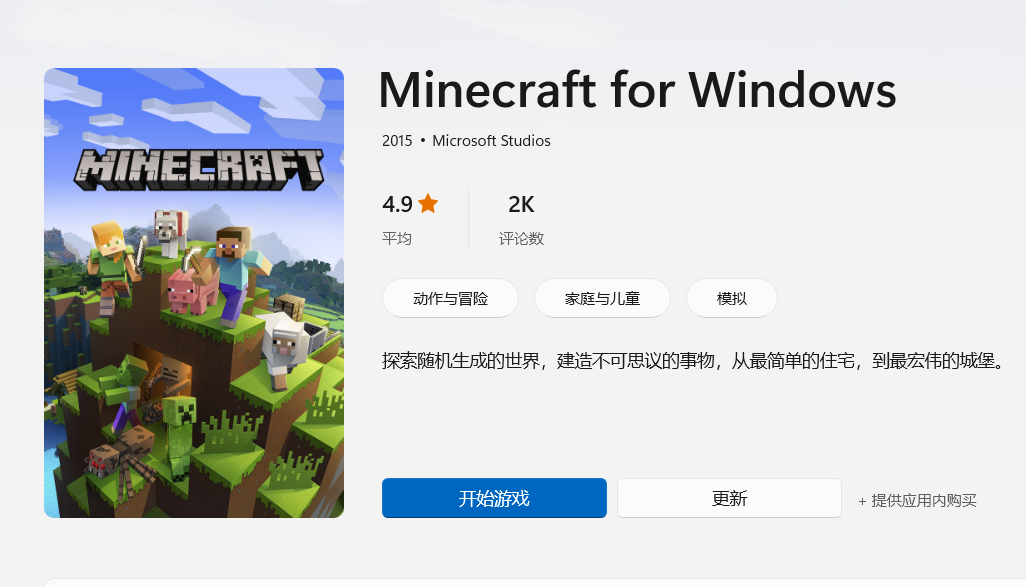 Minecraft for Windows
2015 • Microsoft Studios
MINECRAFT
4.9 2K
平均 评论数
动作与冒险 家庭与儿童 模拟
探索随机生成的世界，建造不可思议的事物，从最简单的住宅，到最宏伟的城堡。
开始游戏 更新 + 提供应用内购买